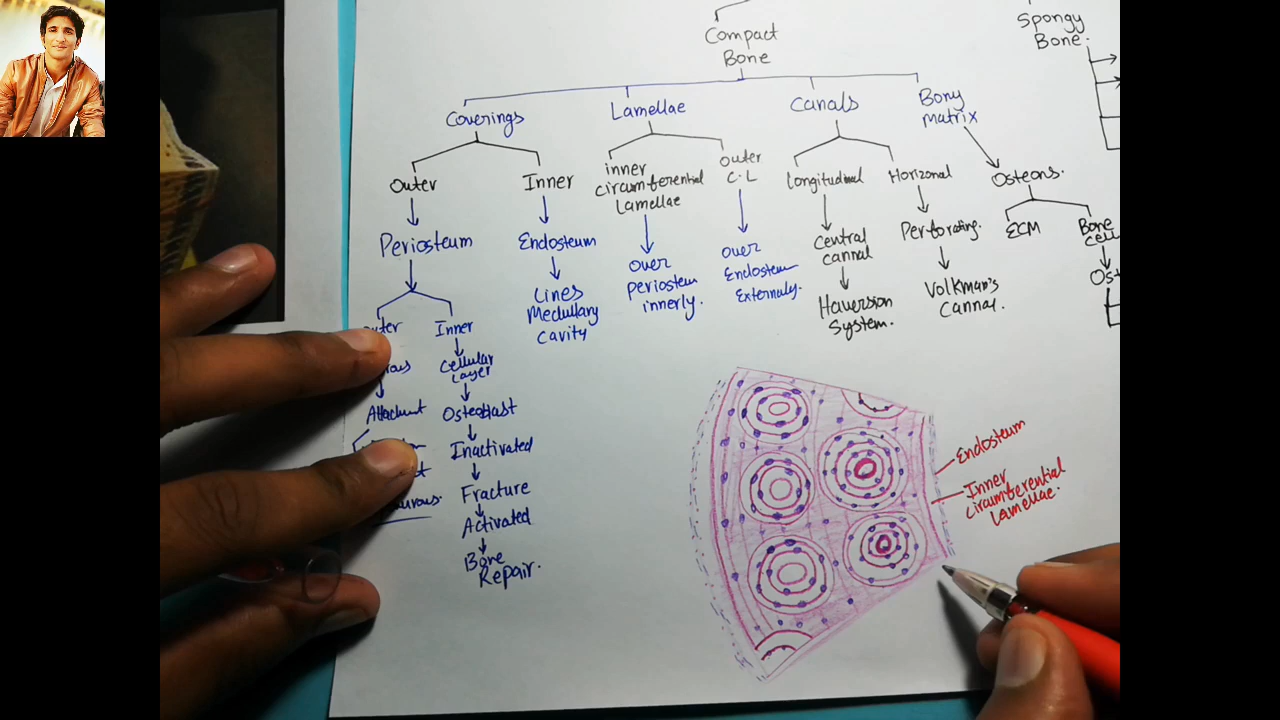 Compact
Bone
Spongy
Bone.
Coverings
Lamellae
Canals
Bony
matrix
Outer
Inner
inner
circumferential
Lamellae
outer
C.L
Longitudinal
Horizonal
Osteons.
ECM
Bone
Periosteum
Endosteum
over
periosteum
innerly.
over
Endosteum
Externaly.
Central
cannal
Perforating.
Lines
Medullary
cavity
Haversion
System.
Volkman's
Cannal.
Inner
Cellular
Layer
Attachment
Osteoblast
Inactivated
Fracture
Activated
Bone
Repair.
Endosteum
Inner
circumferential
lamellae.